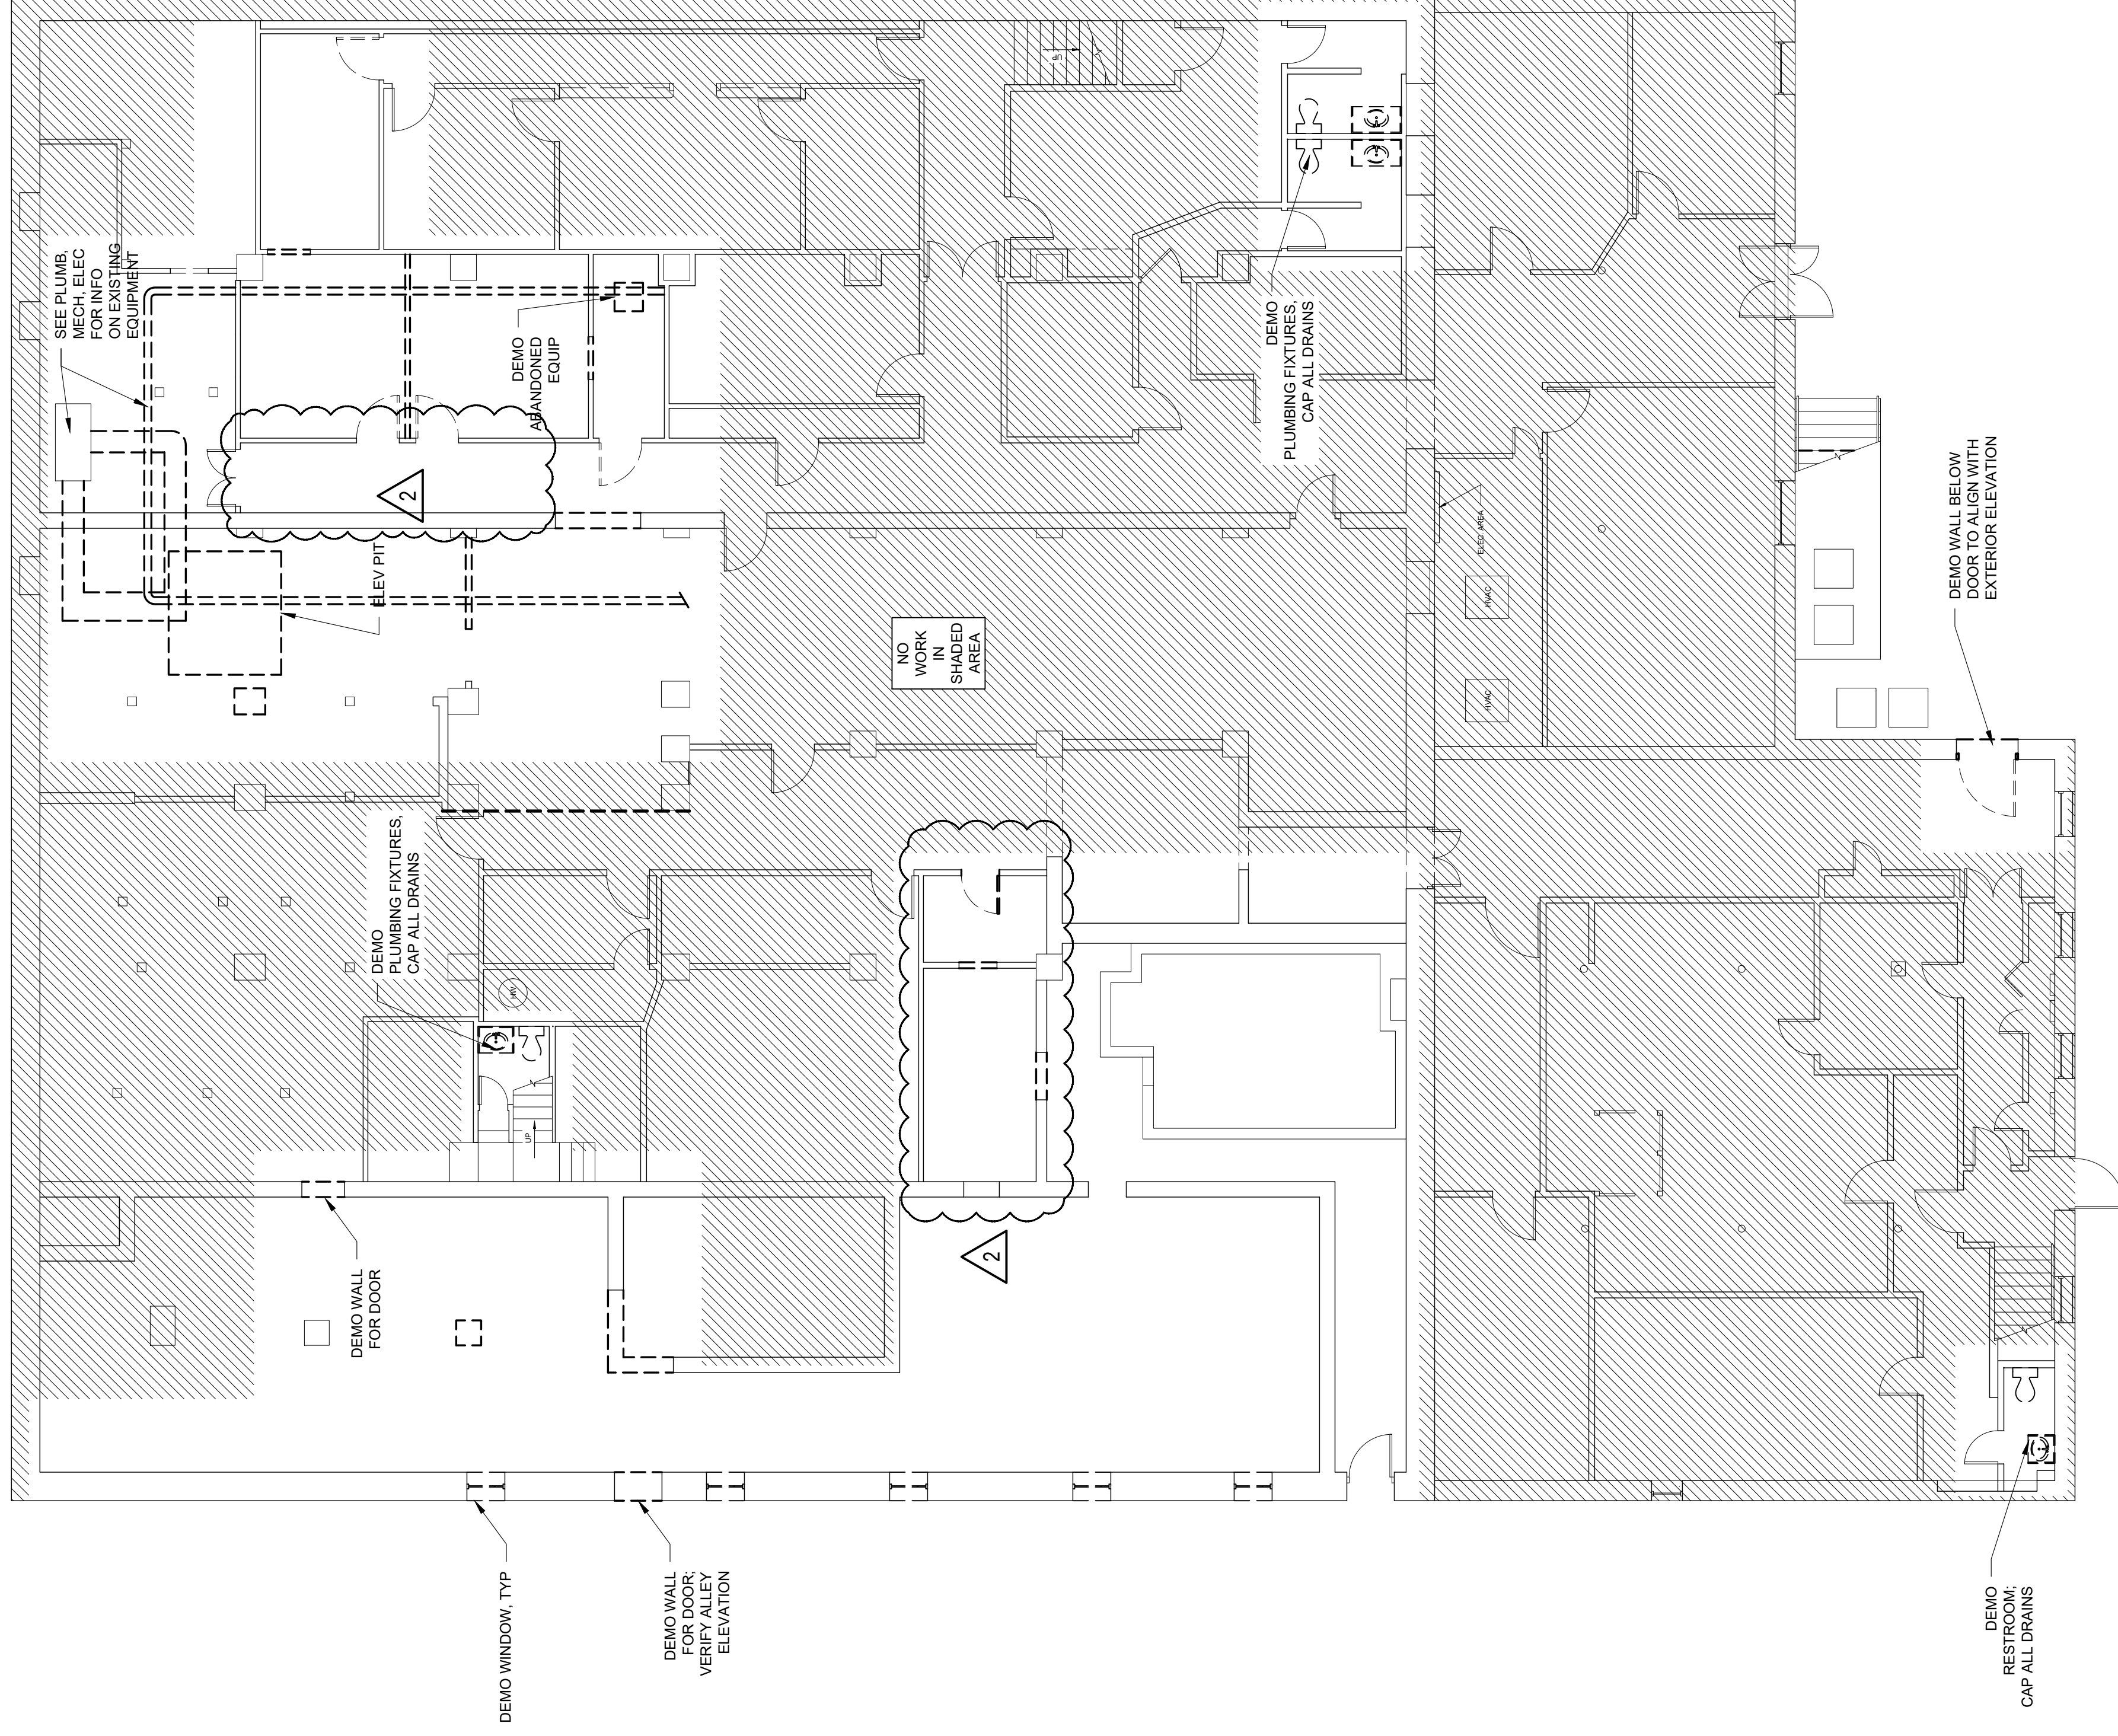 SEE PLUMB,
MECH, ELEC
FOR INFO
ON EXISTING
EQUIPMENT
UP
DEMO
ABANDONED
EQUIP
DEMO
PLUMBING FIXTURES,
CAP ALL DRAINS
2
ELEV PIT
ELEC. AREA
HVAC
HVAC
NO
WORK
IN
SHADED
AREA
DEMO WALL BELOW
DOOR TO ALIGN WITH
EXTERIOR ELEVATION
DEMO
PLUMBING FIXTURES,
CAP ALL DRAINS
HW
UP
2
DEMO WALL
FOR DOOR
DEMO WINDOW, TYP
DEMO WALL
FOR DOOR;
VERIFY ALLEY
ELEVATION
DEMO
RESTROOM;
CAP ALL DRAINS